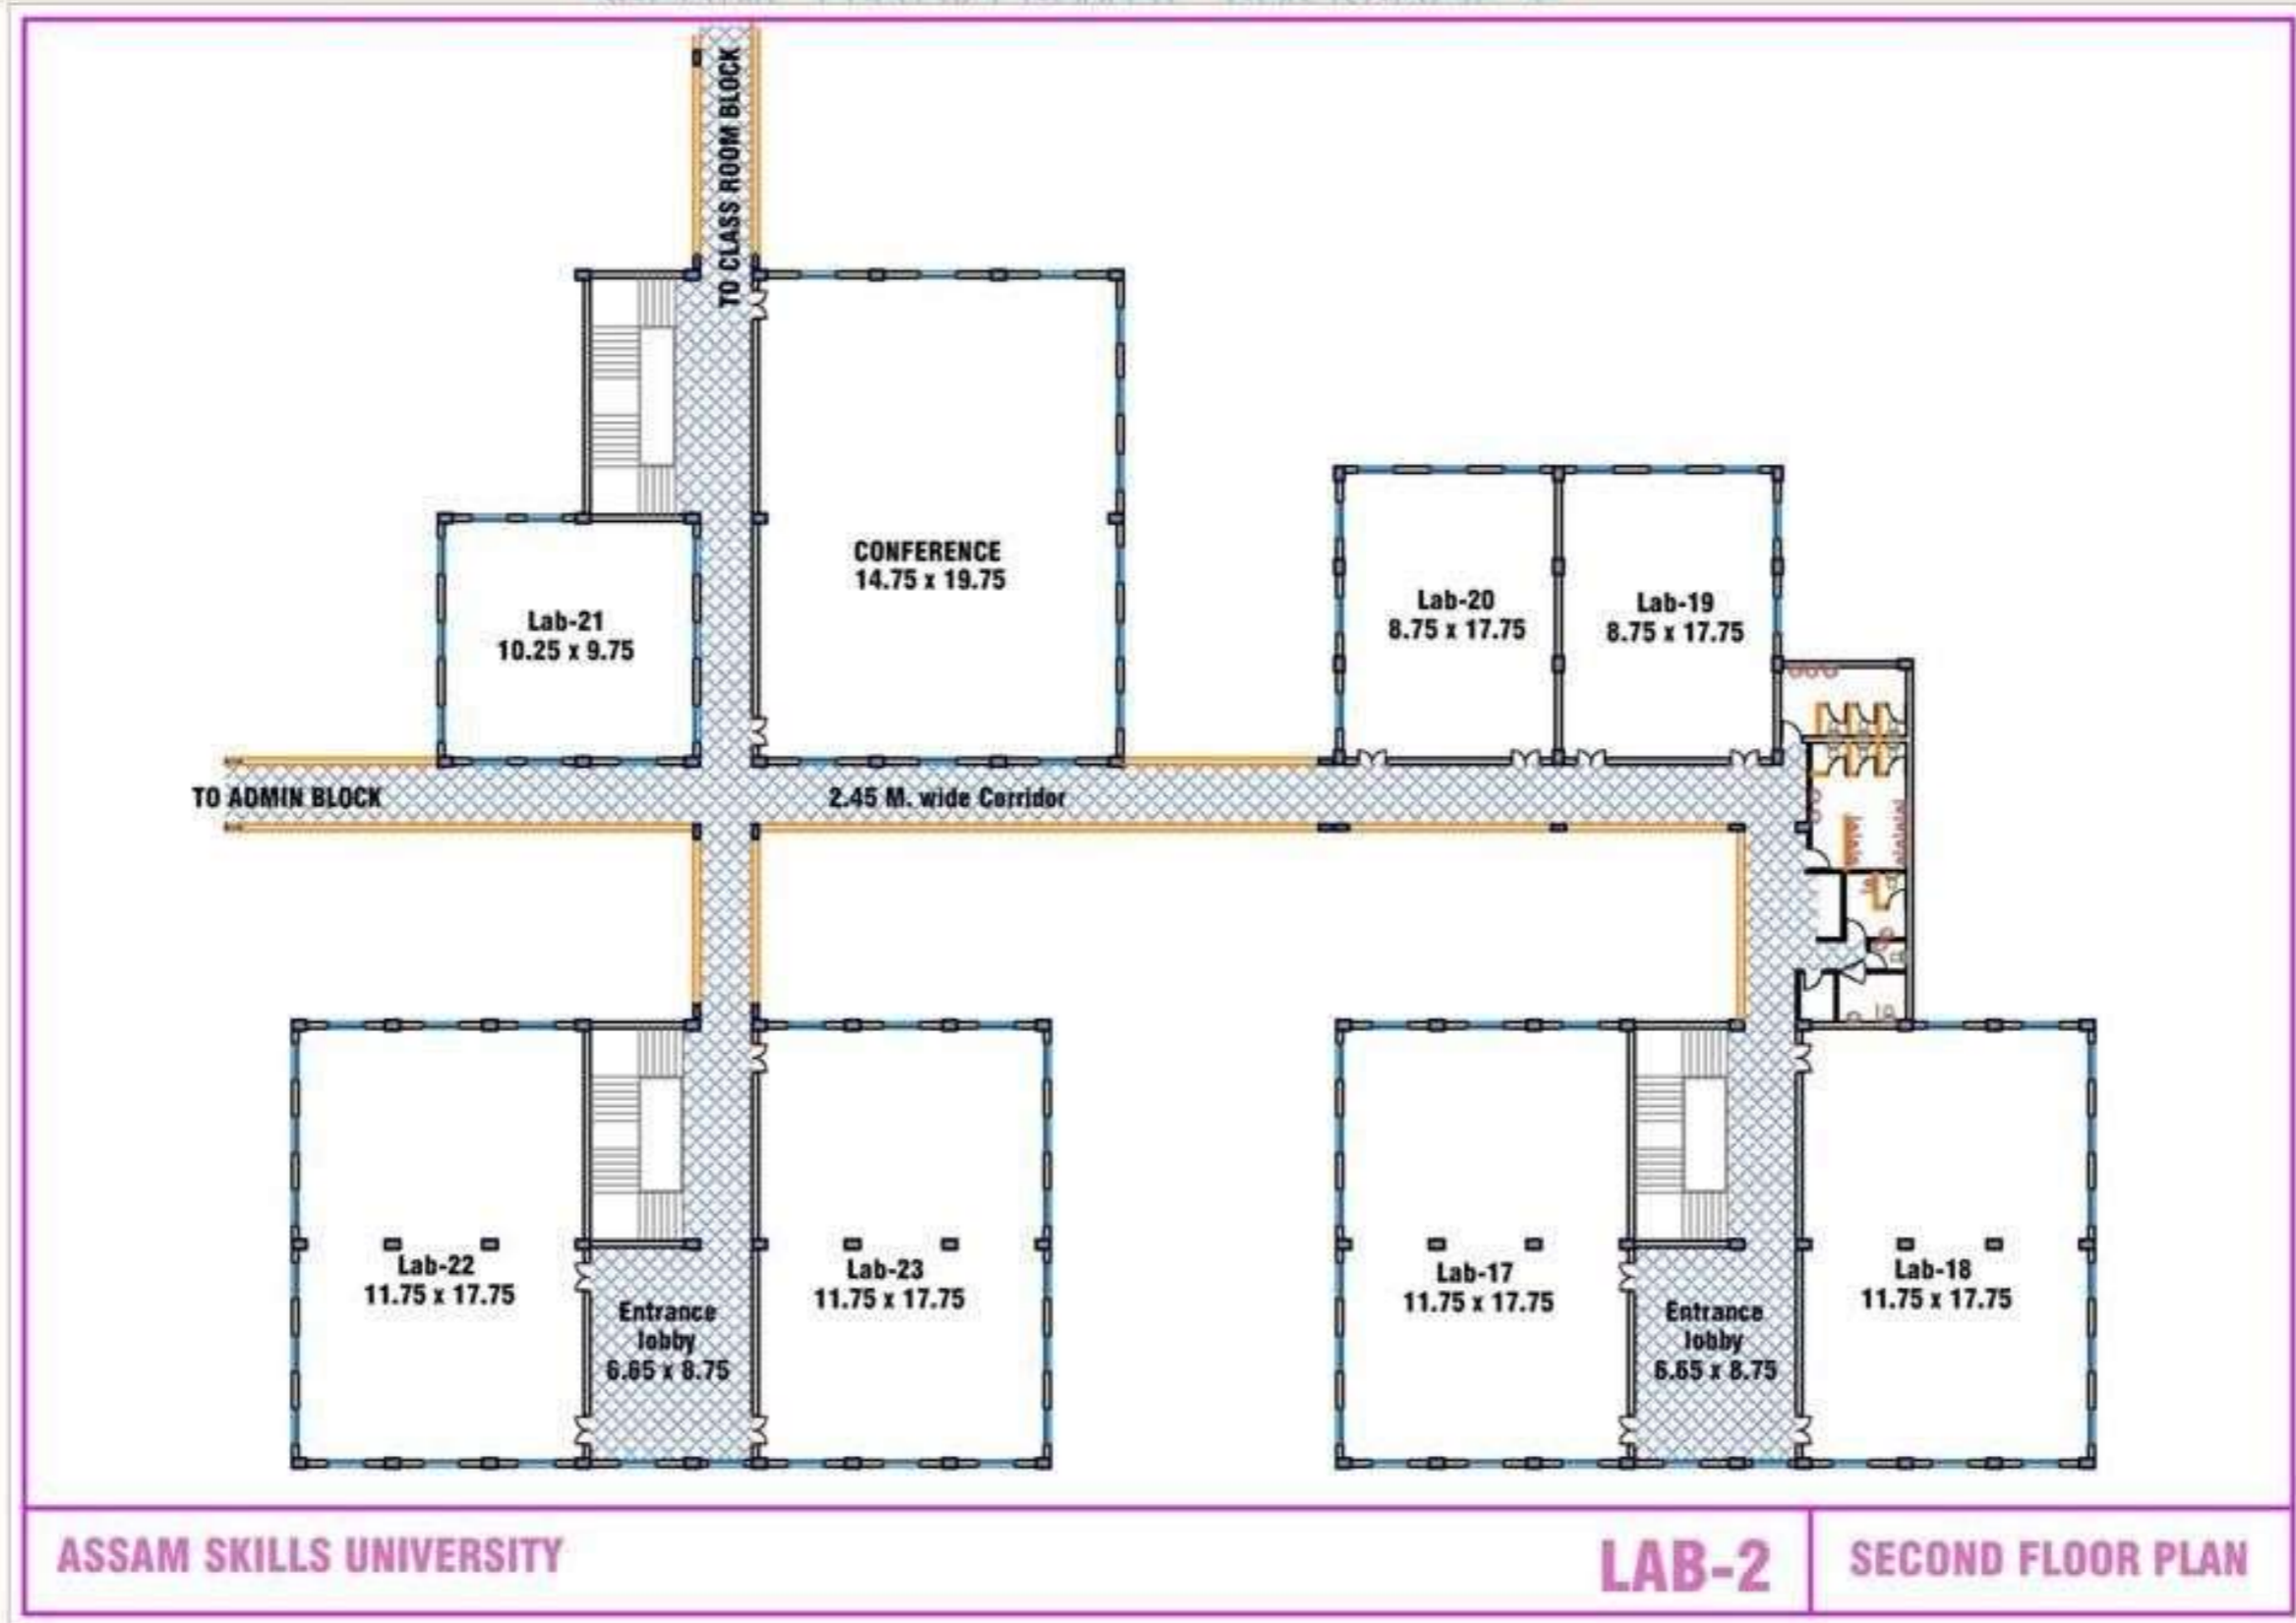 TO CLASS ROOM BLOCK
CONFERENCE
14.75 x 19.75
Lab-21
10.25 x 9.75
Lab-20
8.75 x 17.75
Lab-19
8.75 x 17.75
TO ADMIN BLOCK
2.45 M. wide Corridor
Lab-22
11.75 x 17.75
Entrance
lobby
6.65 x 8.75
Lab-23
11.75 x 17.75
Lab-17
11.75 x 17.75
Entrance
lobby
6.65 x 8.75
Lab-18
11.75 x 17.75
ASSAM SKILLS UNIVERSITY
LAB-2
SECOND FLOOR PLAN